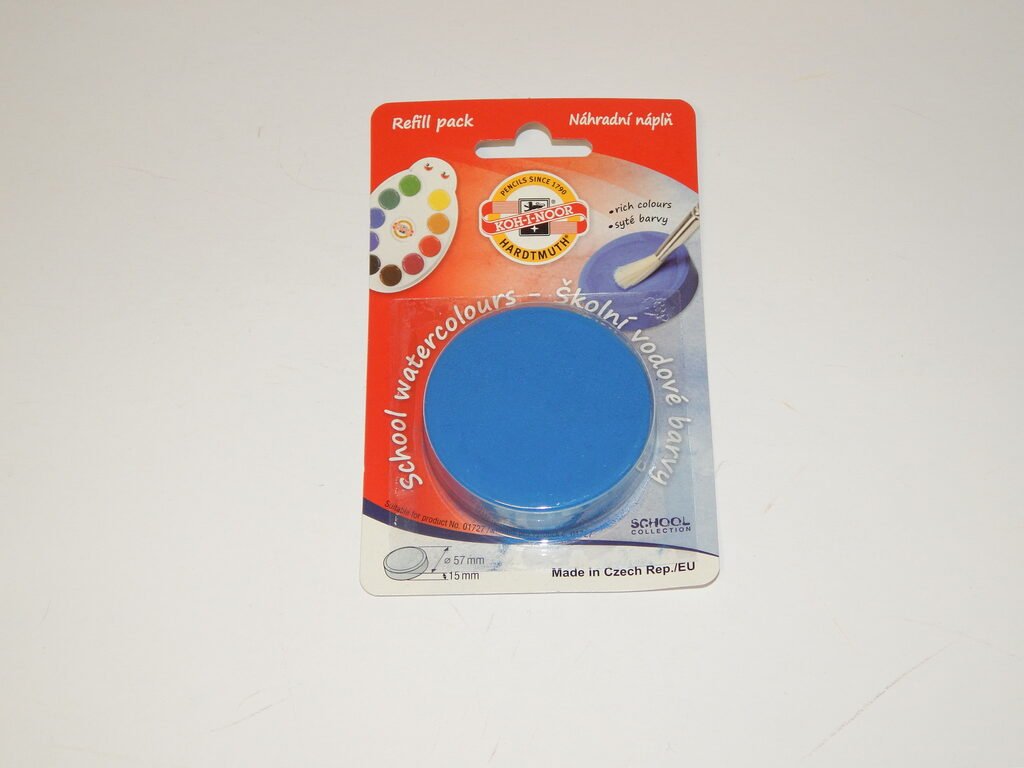 Refill pack
Náhradní náplň
PENCILS SINCE 1790
KOH-I-NOOR
®
HARDTMUTH
• rich colours
• syté barvy
School watercolours - Školní vodové barvy
Suitable for product No. 01727
SCHOOL
COLLECTION
ø 57 mm
15 mm
Made in Czech Rep./EU